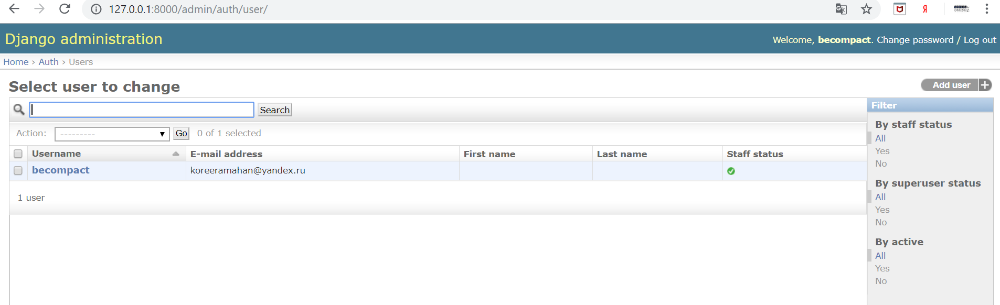 127.0.0.1:8000/admin/auth/user/
Django administration
Welcome, becompact. Change password / Log out
Home › Auth › Users
Select user to change
Add user
Search
Action: --------- Go 0 of 1 selected
Username E-mail address First name Last name Staff status
becompact koreeramahan@yandex.ru
1 user
Filter
By staff status
All
Yes
No
By superuser status
All
Yes
No
By active
All
Yes
No